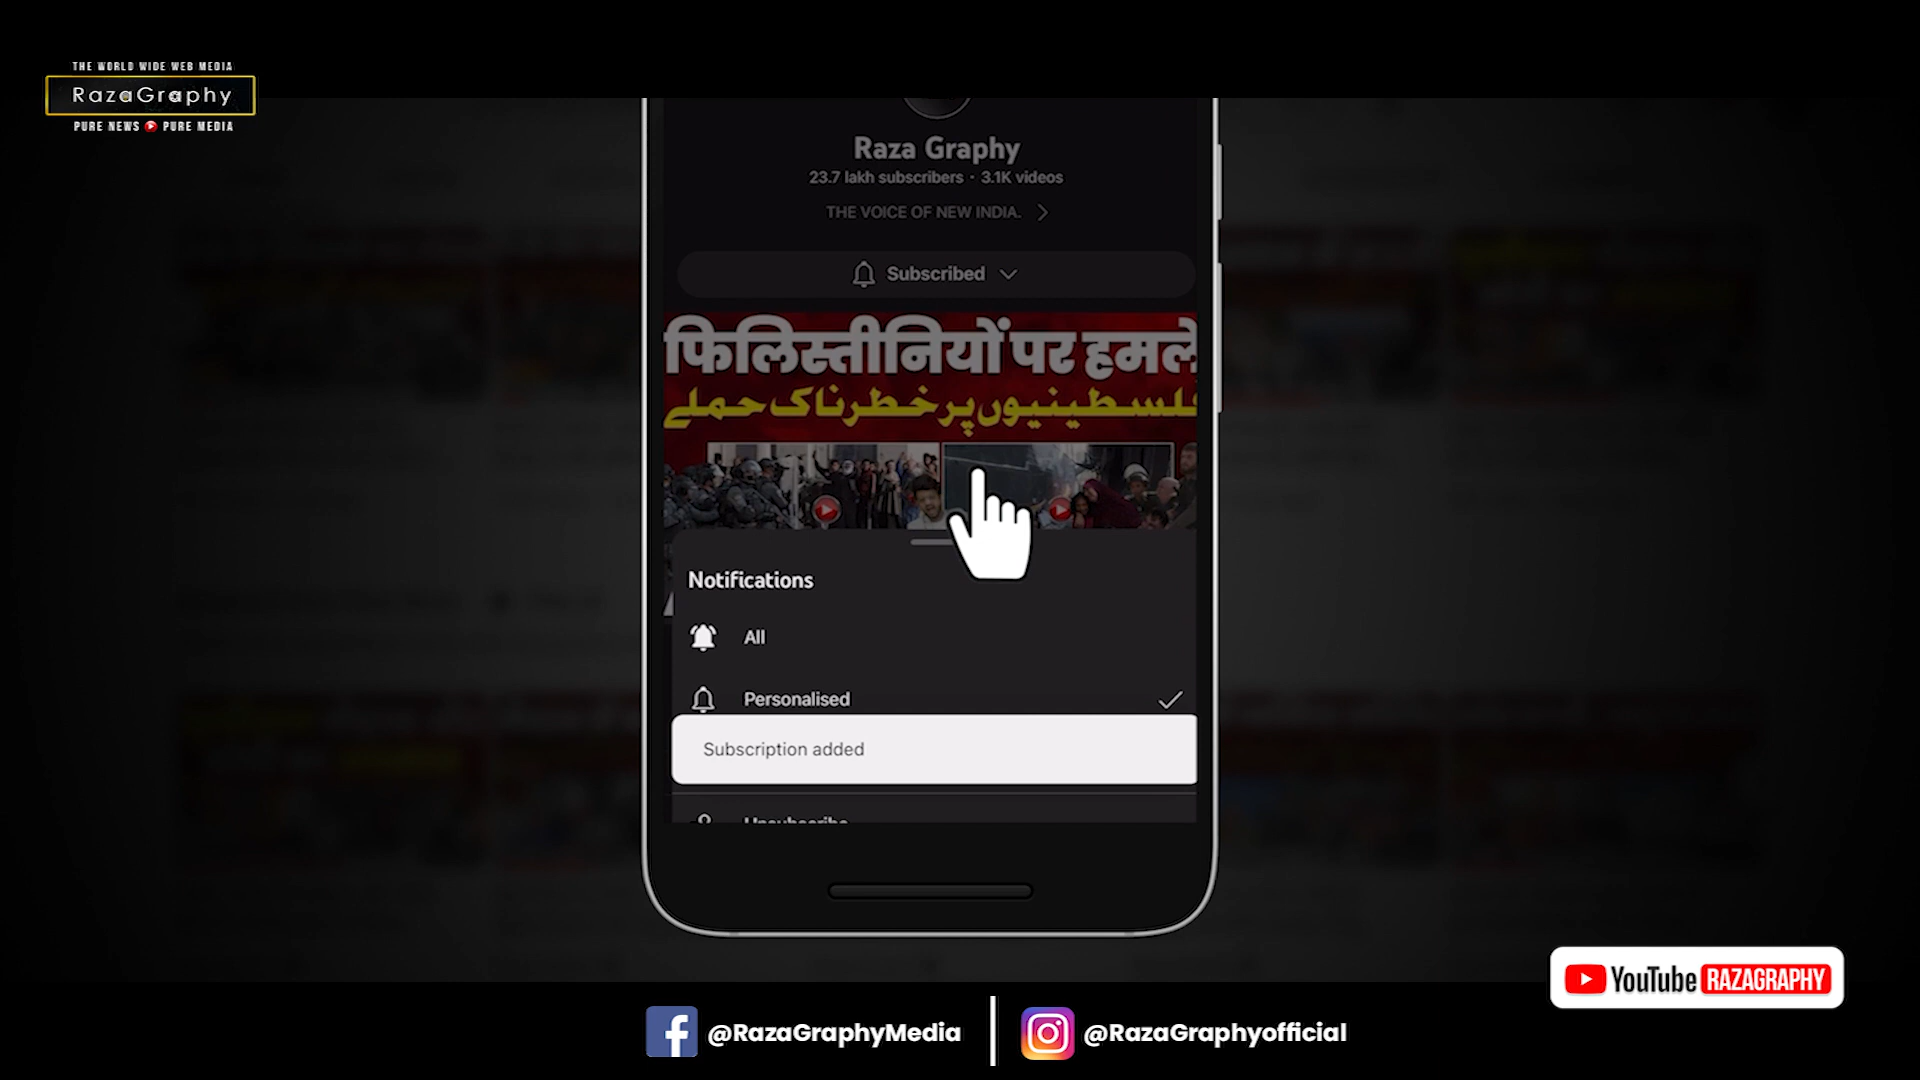 THE WORLD WIDE WEB MEDIA
RazaGraphy
PURE NEWS PURE MEDIA
Raza Graphy
23.7 lakh subscribers · 3.1K videos
THE VOICE OF NEW INDIA.
Subscribed
फिलिस्तीनियों पर हमले
فلسطینیوں پر خطرناک حملے
Notifications
All
Personalised
Subscription added
Unsubscribe
YouTube RAZAGRAPHY
@RazaGraphyMedia
@RazaGraphyofficial